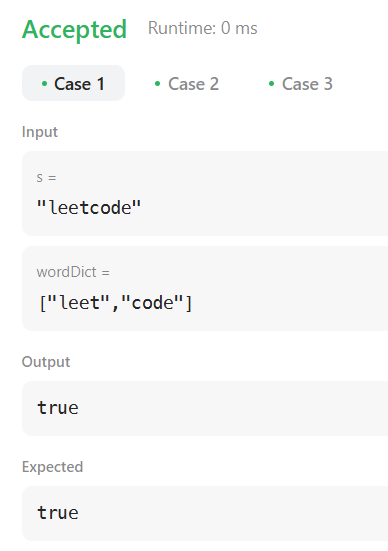 Accepted Runtime: 0 ms
• Case 1 • Case 2 • Case 3
Input
s =
"leetcode"
wordDict =
["leet","code"]
Output
true
Expected
true